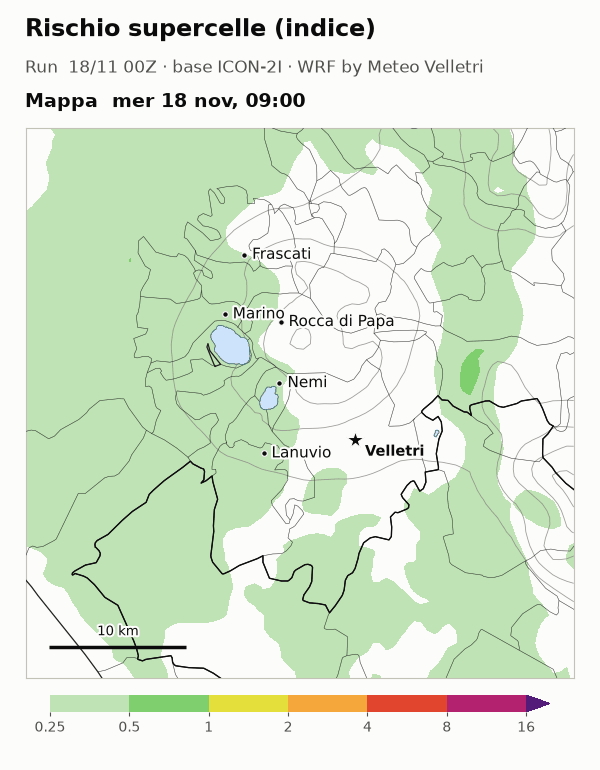 Rischio supercelle (indice)
Run  18/11 00Z · base ICON-2I · WRF by Meteo Velletri
Mappa  mer 18 nov, 09:00
Frascati
Marino
Rocca di Papa
Nemi
Velletri
Lanuvio
10 km
0.25 0.5 1 2 4 8 16